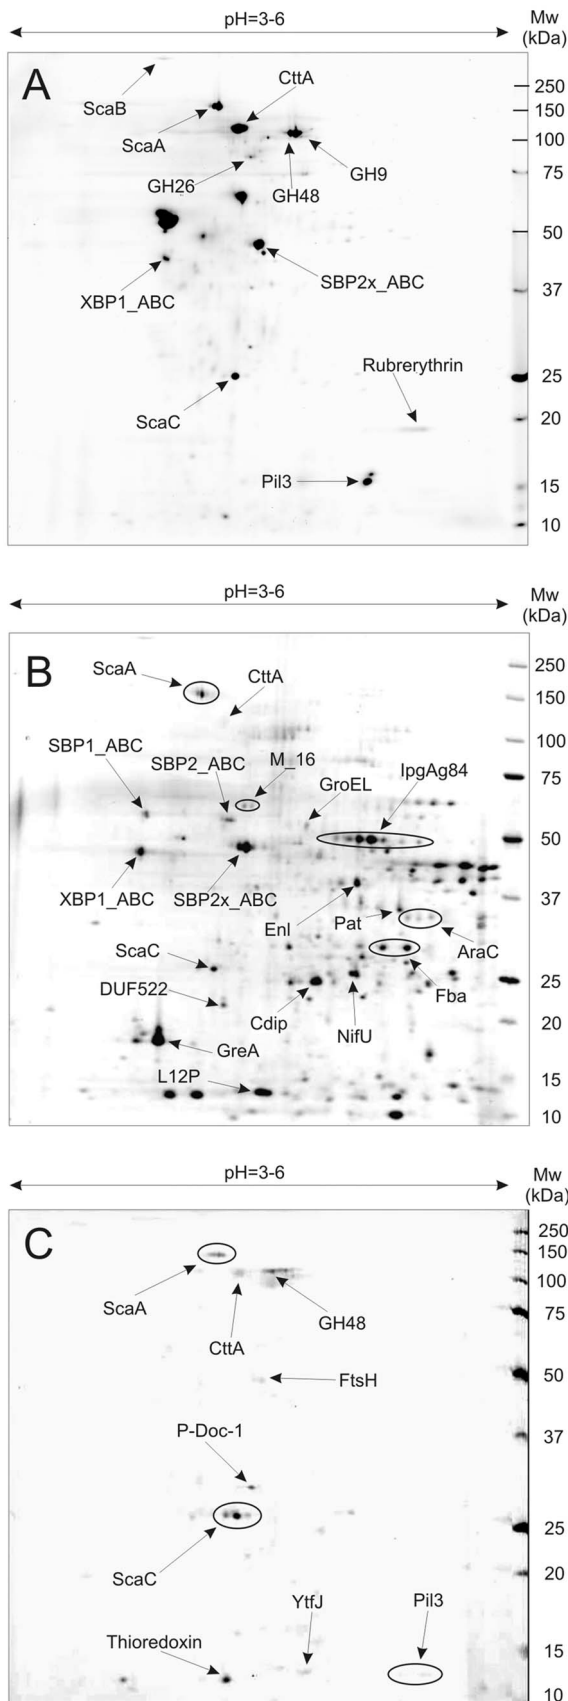 pH=3-6
Mw
(kDa)
A
ScaB
CttA
250
150
ScaA
100
GH9
GH26
GH48
75
50
XBP1_ABC
SBP2x_ABC
37
Rubrerythrin
25
ScaC
20
Pil3
15
10
pH=3-6
Mw
(kDa)
B
ScaA
CttA
250
150
SBP1_ABC
SBP2_ABC
M_16
100
GroEL
IpgAg84
75
50
XBP1_ABC
SBP2x_ABC
37
Enl
Pat
AraC
ScaC
DUF522
25
Cdip
NifU
Fba
20
GreA
L12P
15
10
pH=3-6
Mw
(kDa)
C
250
150
ScaA
100
CttA
GH48
75
FtsH
50
P-Doc-1
37
25
ScaC
20
YtfJ
Pil3
Thioredoxin
15
10